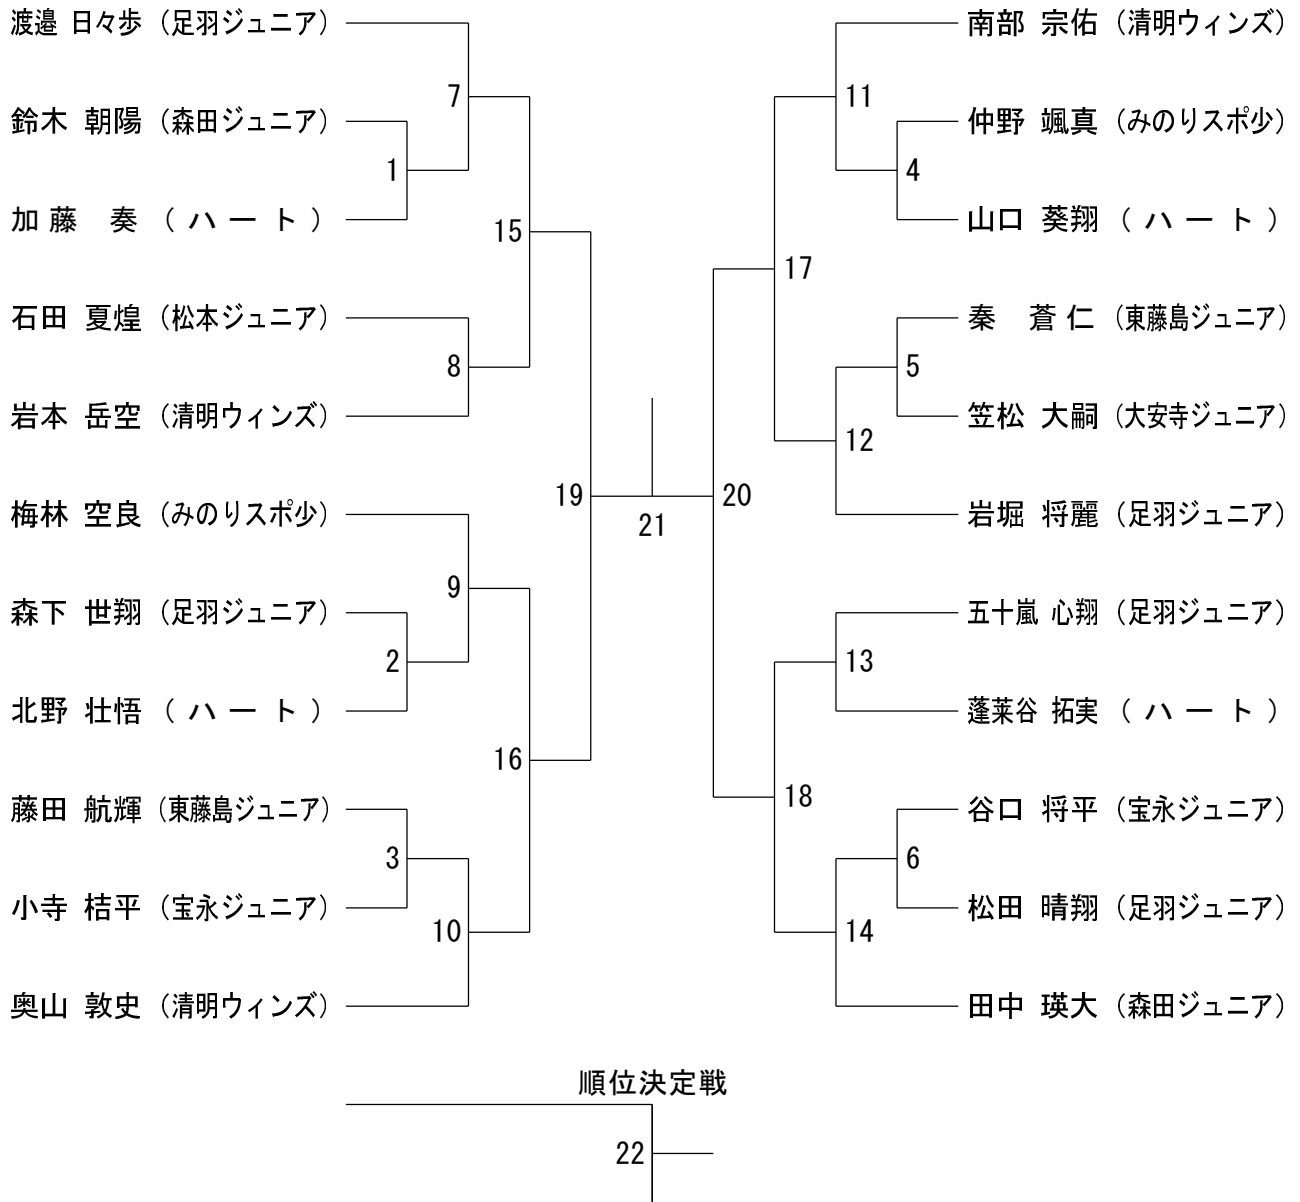 渡邉 日々歩 (足羽ジュニア)
鈴木 朝陽 (森田ジュニア)
加藤 奏 (ハート)
石田 夏煌 (松本ジュニア)
岩本 岳空 (清明ウィンズ)
梅林 空良 (みのりスポ少)
森下 世翔 (足羽ジュニア)
北野 壮悟 (ハート)
藤田 航輝 (東藤島ジュニア)
小寺 桔平 (宝永ジュニア)
奥山 敦史 (清明ウィンズ)
1
2
3
7
8
9
10
15
16
19
21
20
17
18
11
12
13
14
4
5
6
南部 宗佑 (清明ウィンズ)
仲野 颯真 (みのりスポ少)
山口 葵翔 (ハート)
秦 蒼仁 (東藤島ジュニア)
笠松 大嗣 (大安寺ジュニア)
岩堀 将麗 (足羽ジュニア)
五十嵐 心翔 (足羽ジュニア)
蓬莱谷 拓実 (ハート)
谷口 将平 (宝永ジュニア)
松田 晴翔 (足羽ジュニア)
田中 瑛大 (森田ジュニア)
順位決定戦
22